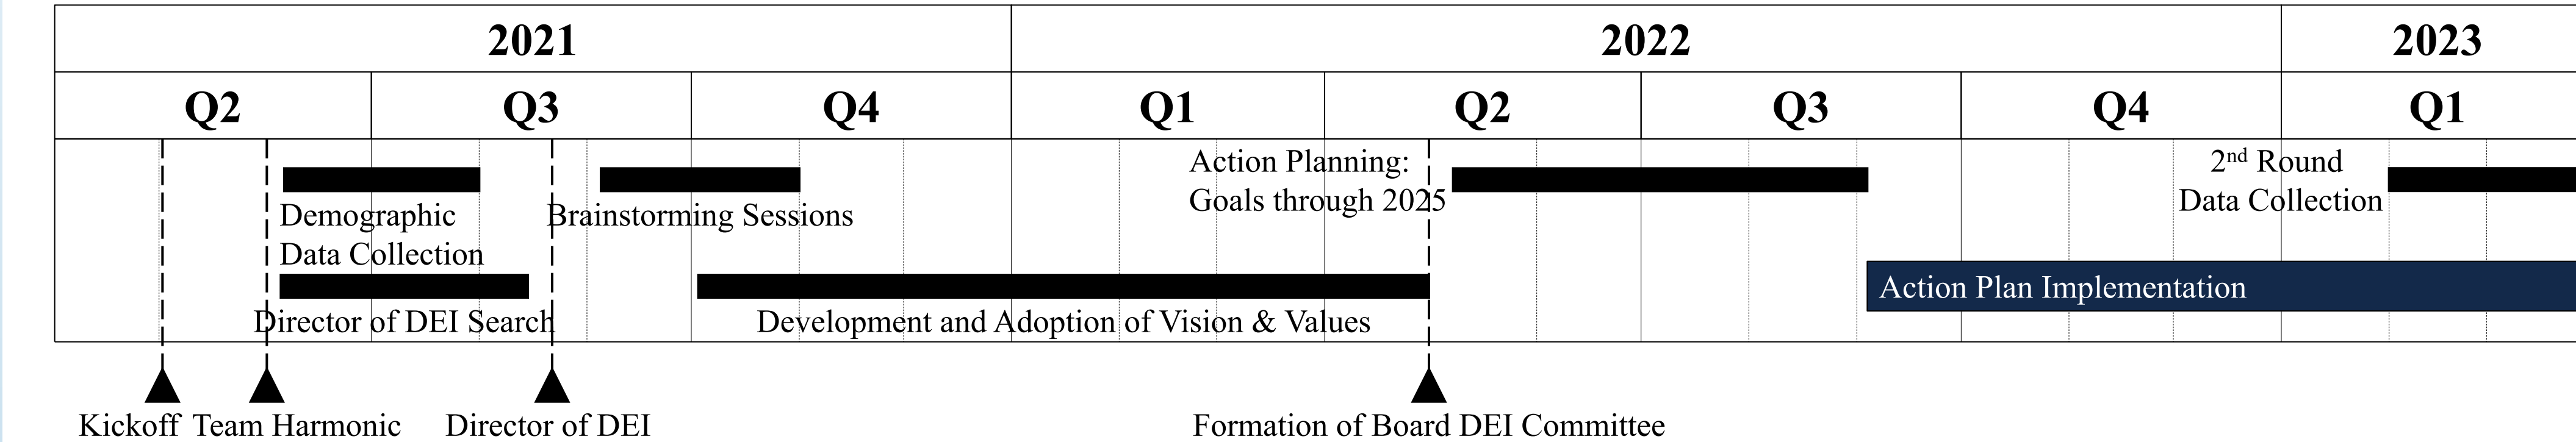 2021 2022 2023
Q2 Q3 Q4 Q1 Q2 Q3 Q4 Q1
Demographic
Data Collection
Brainstorming Sessions
Action Planning:
Goals through 2025
2nd Round
Data Collection
Director of DEI Search
Development and Adoption of Vision & Values
Action Plan Implementation
Kickoff
Team Harmonic
Director of DEI
Formation of Board DEI Committee